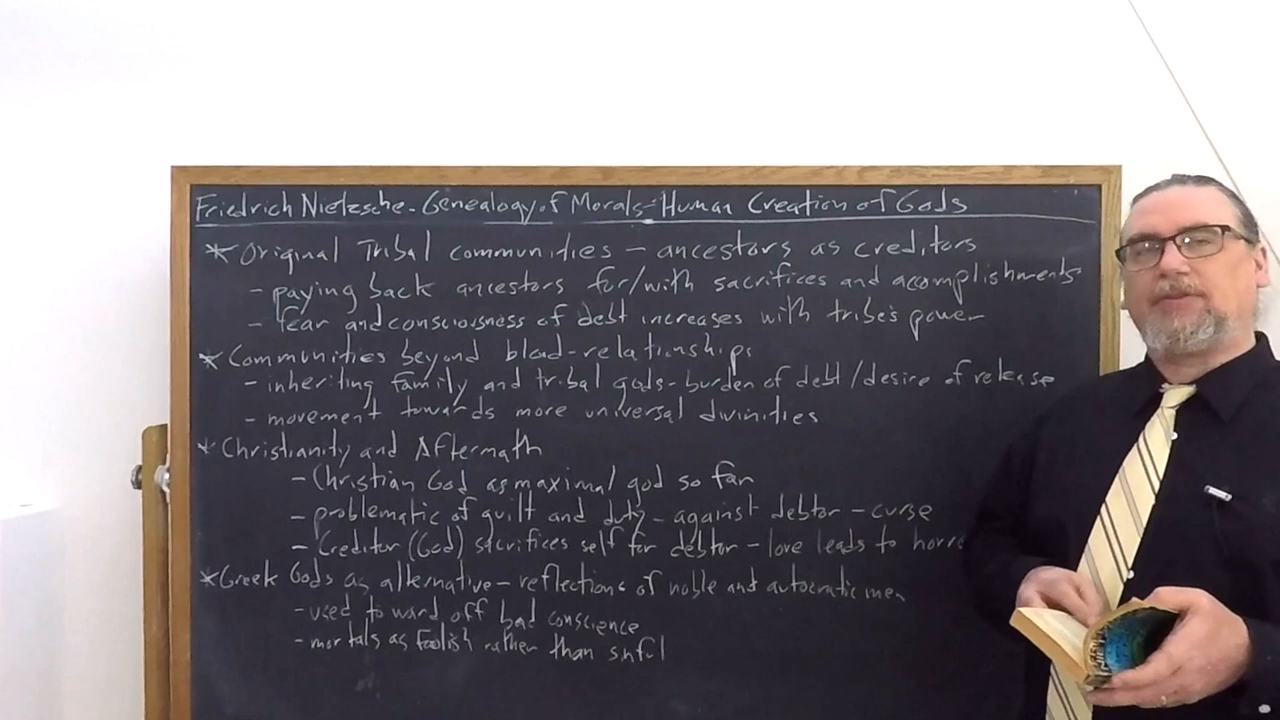 Friedrich Nietzsche - Genealogy of Morals - Human Creation of Gods
* Original Tribal communities - ancestors as creditors
- paying back ancestors for/with sacrifices and accomplishments
- fear and consciousness of debt increases with tribe's power
* Communities beyond blood-relationships
- inheriting family and tribal gods - burden of debt/desire of release
- movement towards more universal divinities
* Christianity and Aftermath
- Christian God as maximal god so far
- problematic of guilt and duty - against debtor - curse
- Creditor (God) sacrifices self for debtor - love leads to
* Greek Gods as alternative - reflections of noble and autocratic men
- used to ward off bad conscience
- mortals as foolish rather than sinful